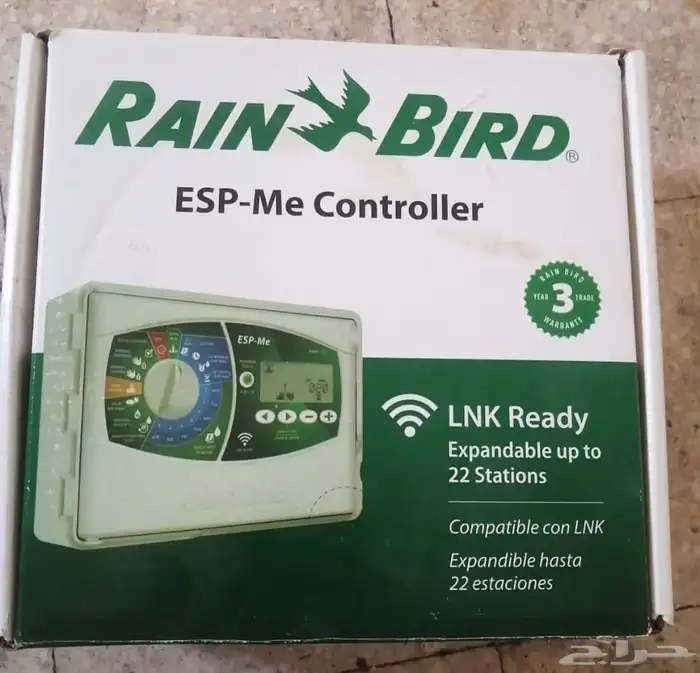 RAIN BIRD®
ESP-Me Controller
RAIN BIRD
YEAR 3 TRADE
WARRANTY
ESP-Me
LNK Ready
Expandable up to
22 Stations
Compatible con LNK
Expandible hasta
22 estaciones
حراج